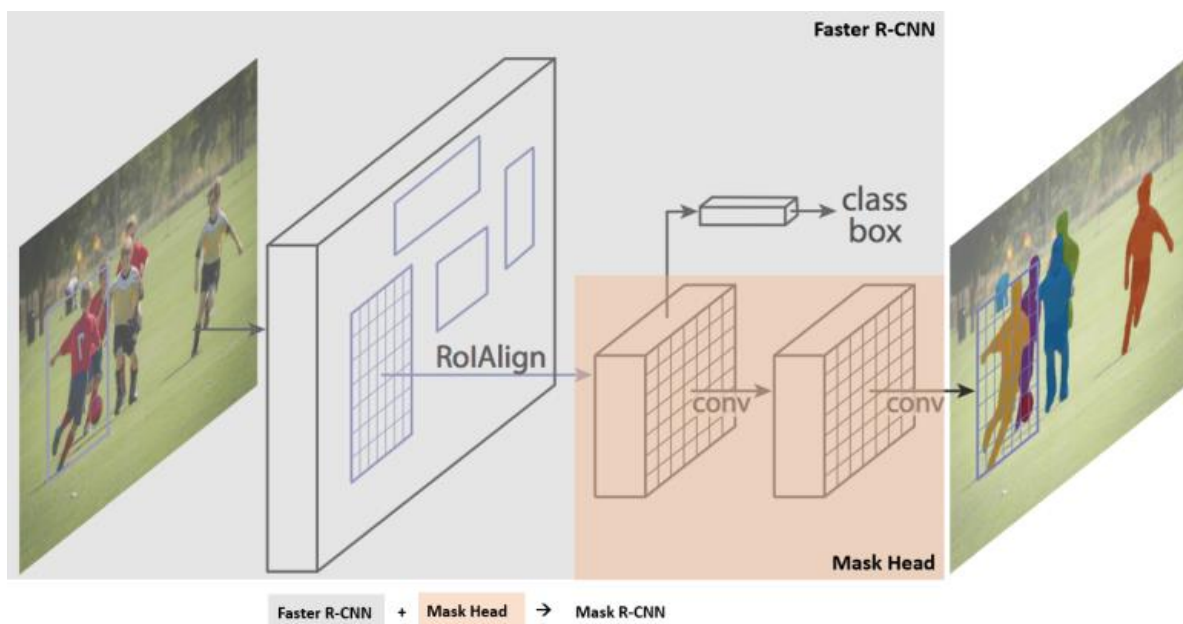 Faster R-CNN
class
box
RoIAlign
conv
conv
Mask Head
Faster R-CNN + Mask Head → Mask R-CNN